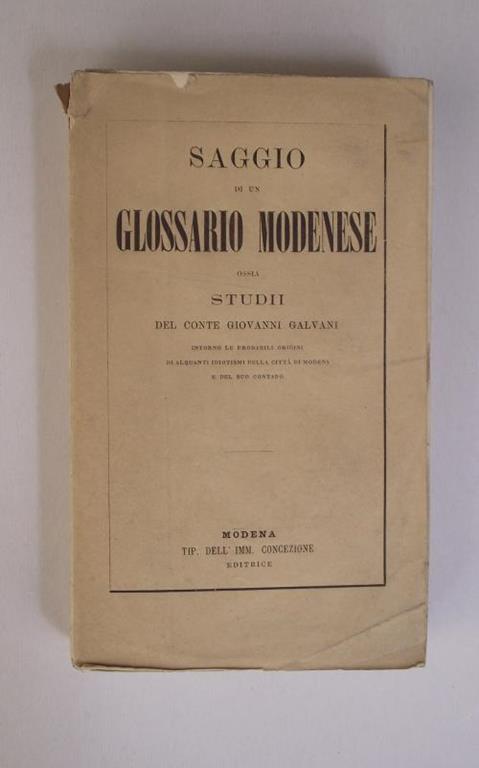 SAGGIO
DI UN
GLOSSARIO MODENESE
OSSIA
STUDII
DEL CONTE GIOVANNI GALVANI
INTORNO LE PROBABILI ORIGINI
DI ALQUANTI IDIOTISMI DELLA CITTÀ DI MODENA
E DEL SUO CONTADO
MODENA
TIP. DELL' IMM. CONCEZIONE
EDITRICE